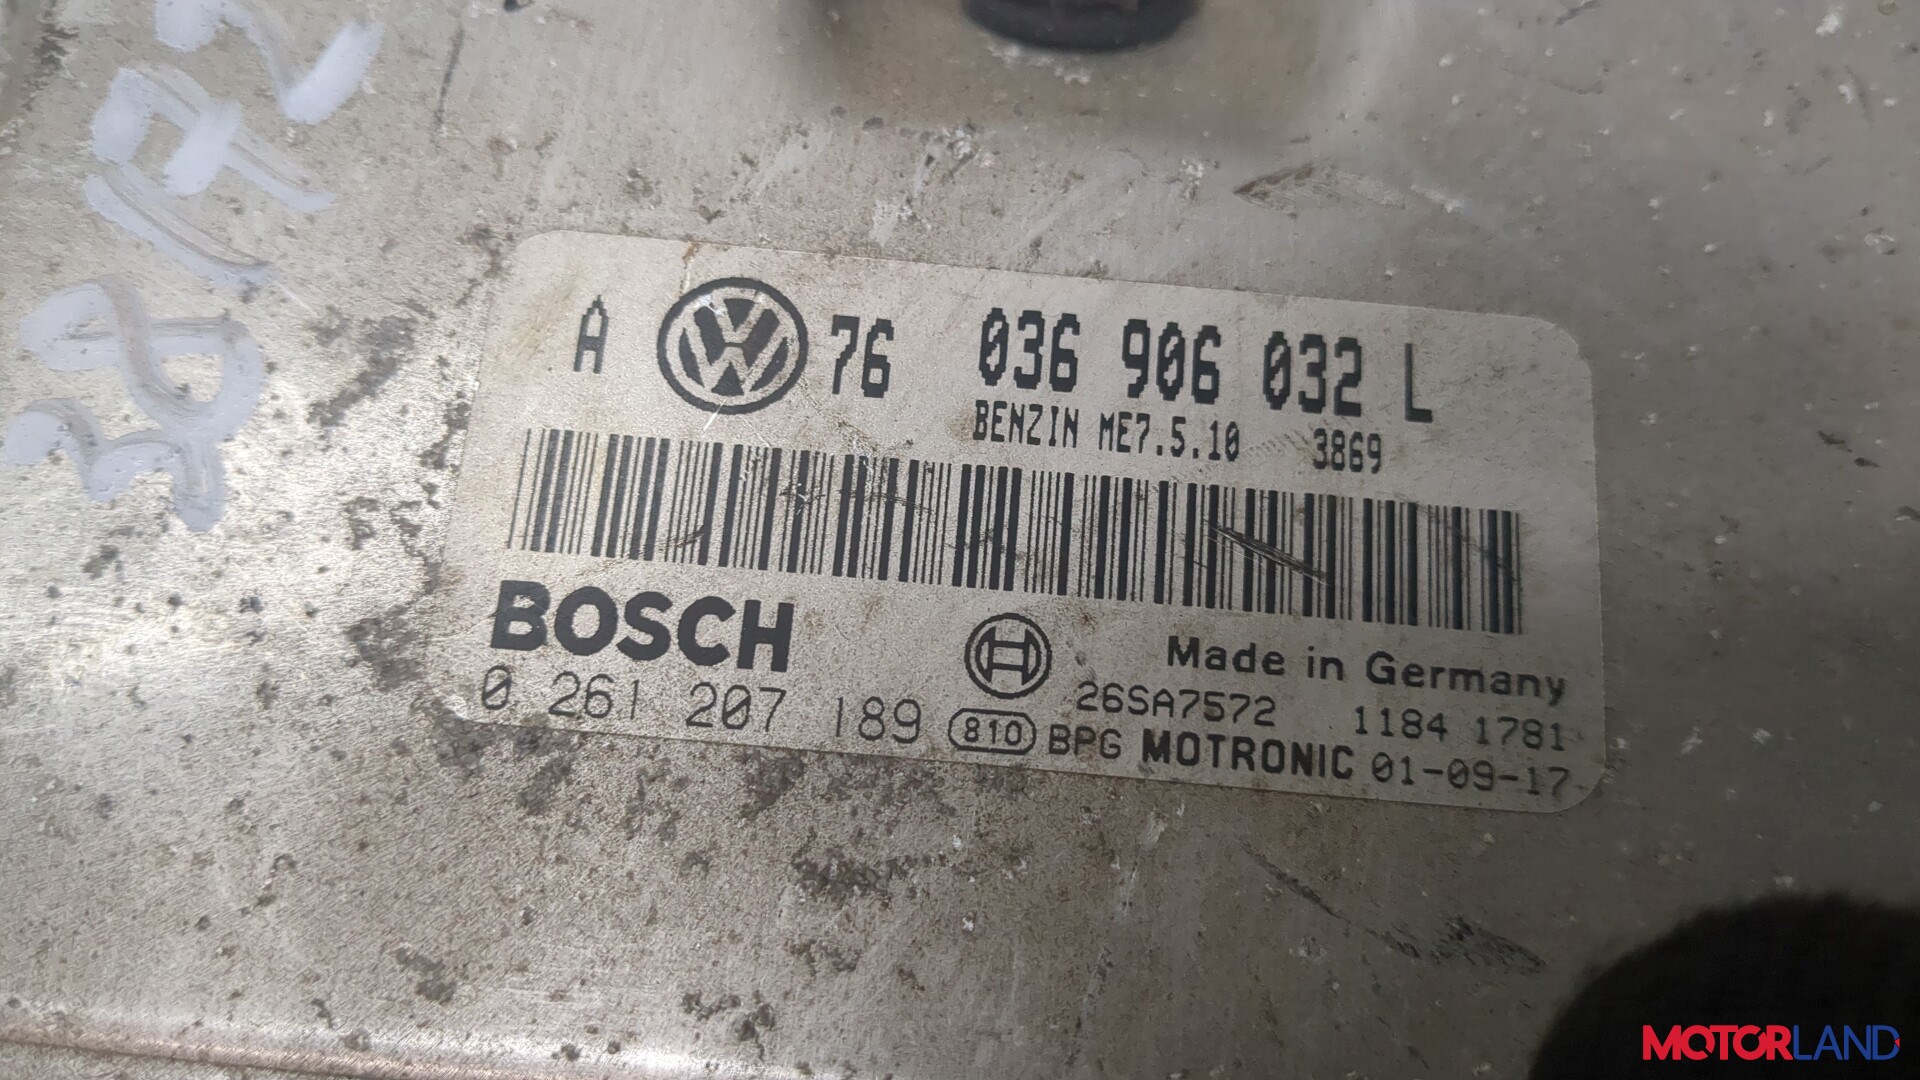 A VW 76 036 906 032 L
BENZIN ME7.5.10 3869
BOSCH
Made in Germany
0 261 207 189
26SA7572 1184 1781
810 BPG MOTRONIC 01-09-17
MOTORLAND